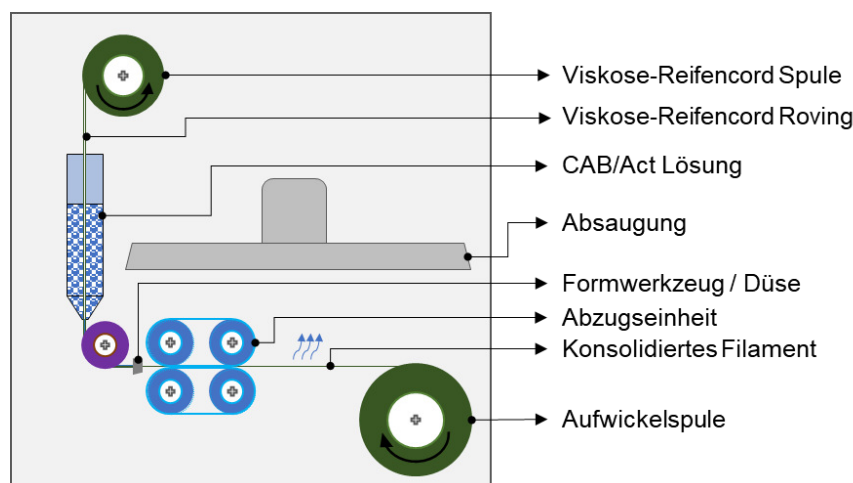 Viskose-Reifencord Spule
Viskose-Reifencord Roving
CAB/Act Lösung
Absaugung
Formwerkzeug / Düse
Abzugseinheit
Konsolidiertes Filament
Aufwickelspule